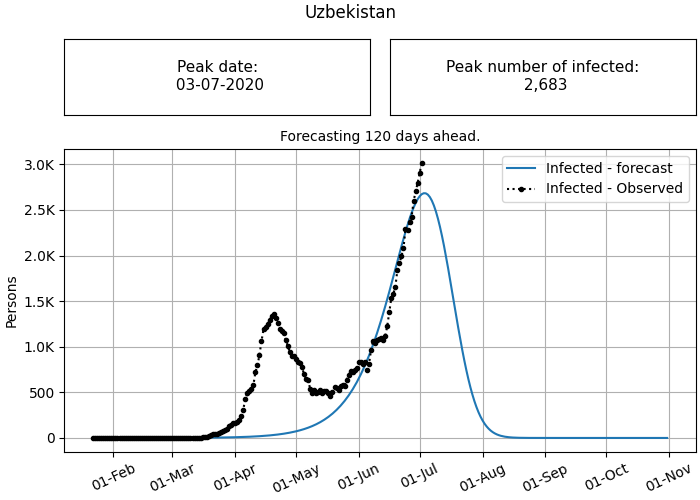 Uzbekistan
Peak date:
03-07-2020
Peak number of infected:
2,683
Forecasting 120 days ahead.
Infected - forecast
Infected - Observed
Persons
3.0K
2.5K
2.0K
1.5K
1.0K
500
0
01-Feb
01-Mar
01-Apr
01-May
01-Jun
01-Jul
01-Aug
01-Sep
01-Oct
01-Nov